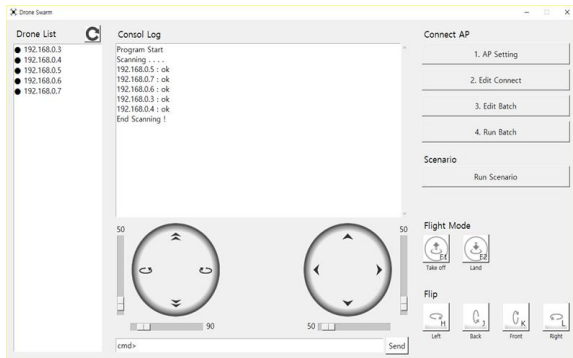 Drone Swarm
Drone List
192.168.0.3
192.168.0.4
192.168.0.5
192.168.0.6
192.168.0.7
Consol Log
Program Start
Scanning . . . .
192.168.0.5 : ok
192.168.0.7 : ok
192.168.0.6 : ok
192.168.0.3 : ok
192.168.0.4 : ok
End Scanning !
50
50
90
50
cmd>
Send
Connect AP
1. AP Setting
2. Edit Connect
3. Edit Batch
4. Run Batch
Scenario
Run Scenario
Flight Mode
F1
F2
Take off
Land
Flip
H
J
K
L
Left
Back
Front
Right